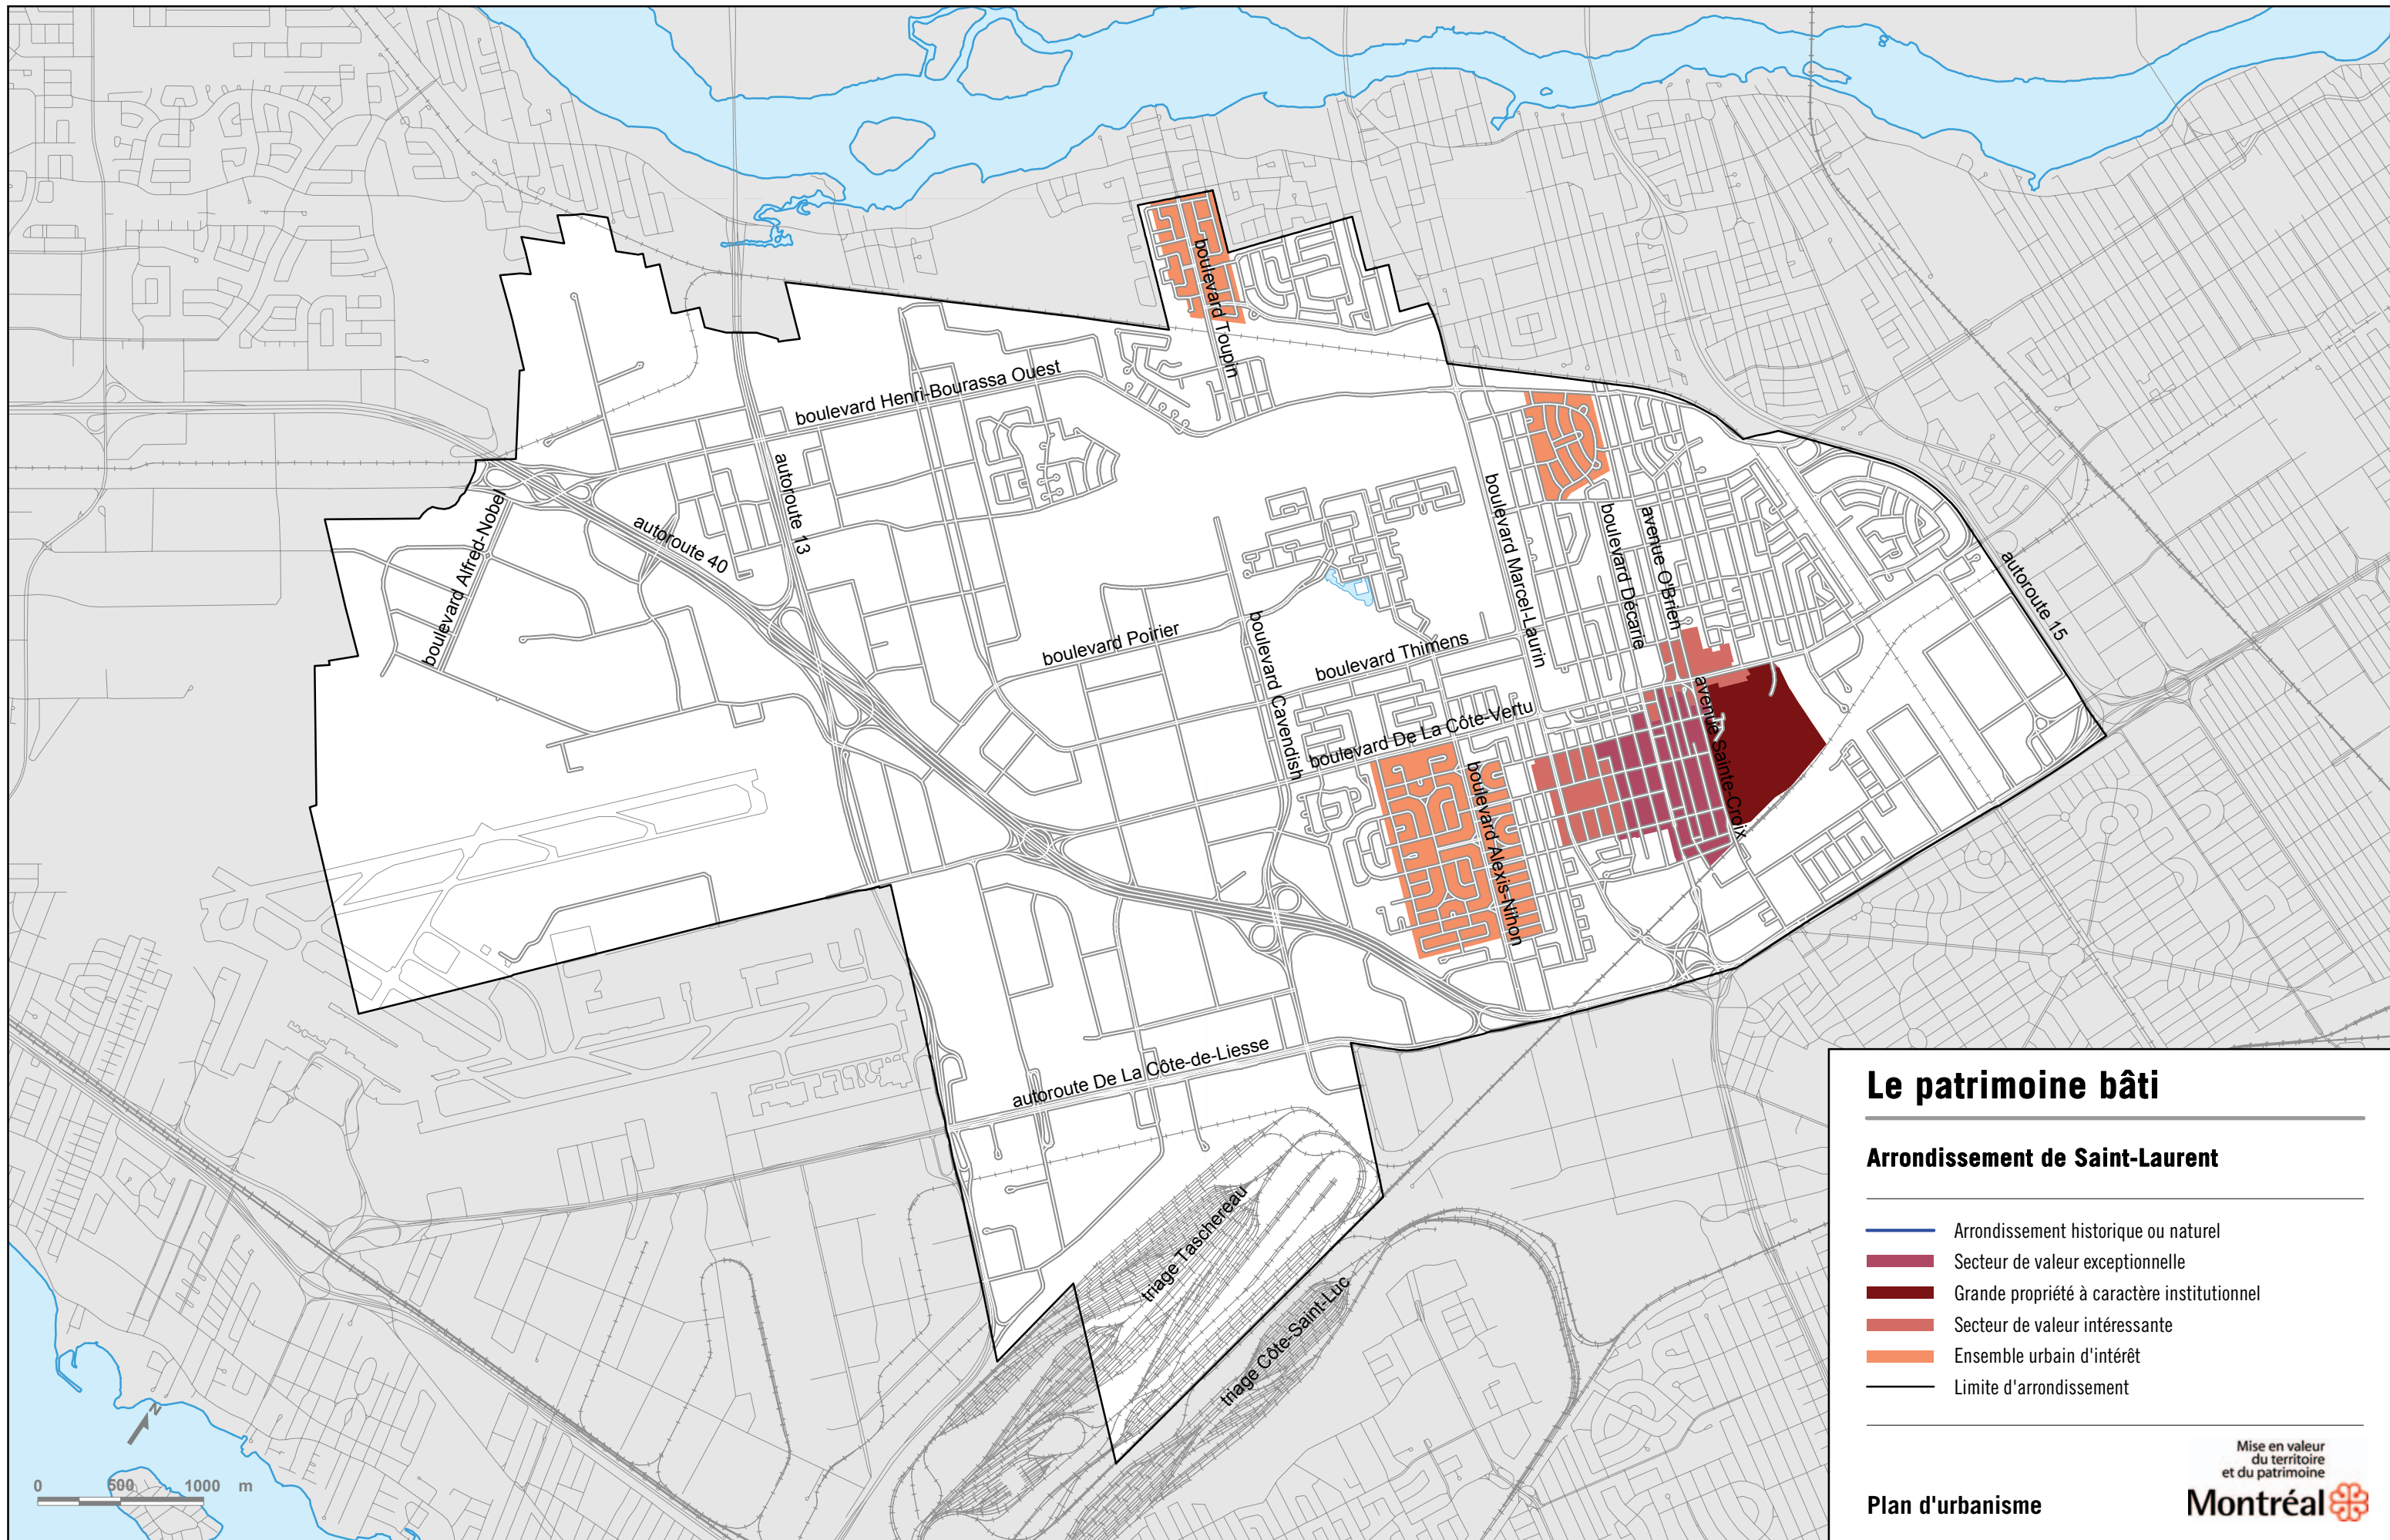 boulevard Toupin
boulevard Henri-Bourassa Ouest
autoroute 13
autoroute 40
boulevard Alfred-Nobel
boulevard Marcel-Laurin
boulevard Décarie
avenue O'Brien
autoroute 15
boulevard Poirier
boulevard Cavendish
boulevard Thimens
boulevard De La Côte-Vertu
avenue Sainte-Croix
boulevard Alexis-Nihon
autoroute De La Côte-de-Liesse
triage Taschereau
triage Côte-Saint-Luc
N
0 500 1000 m
Le patrimoine bâti
Arrondissement de Saint-Laurent
Arrondissement historique ou naturel
Secteur de valeur exceptionnelle
Grande propriété à caractère institutionnel
Secteur de valeur intéressante
Ensemble urbain d'intérêt
Limite d'arrondissement
Mise en valeur
du territoire
et du patrimoine
Plan d'urbanisme
Montréal